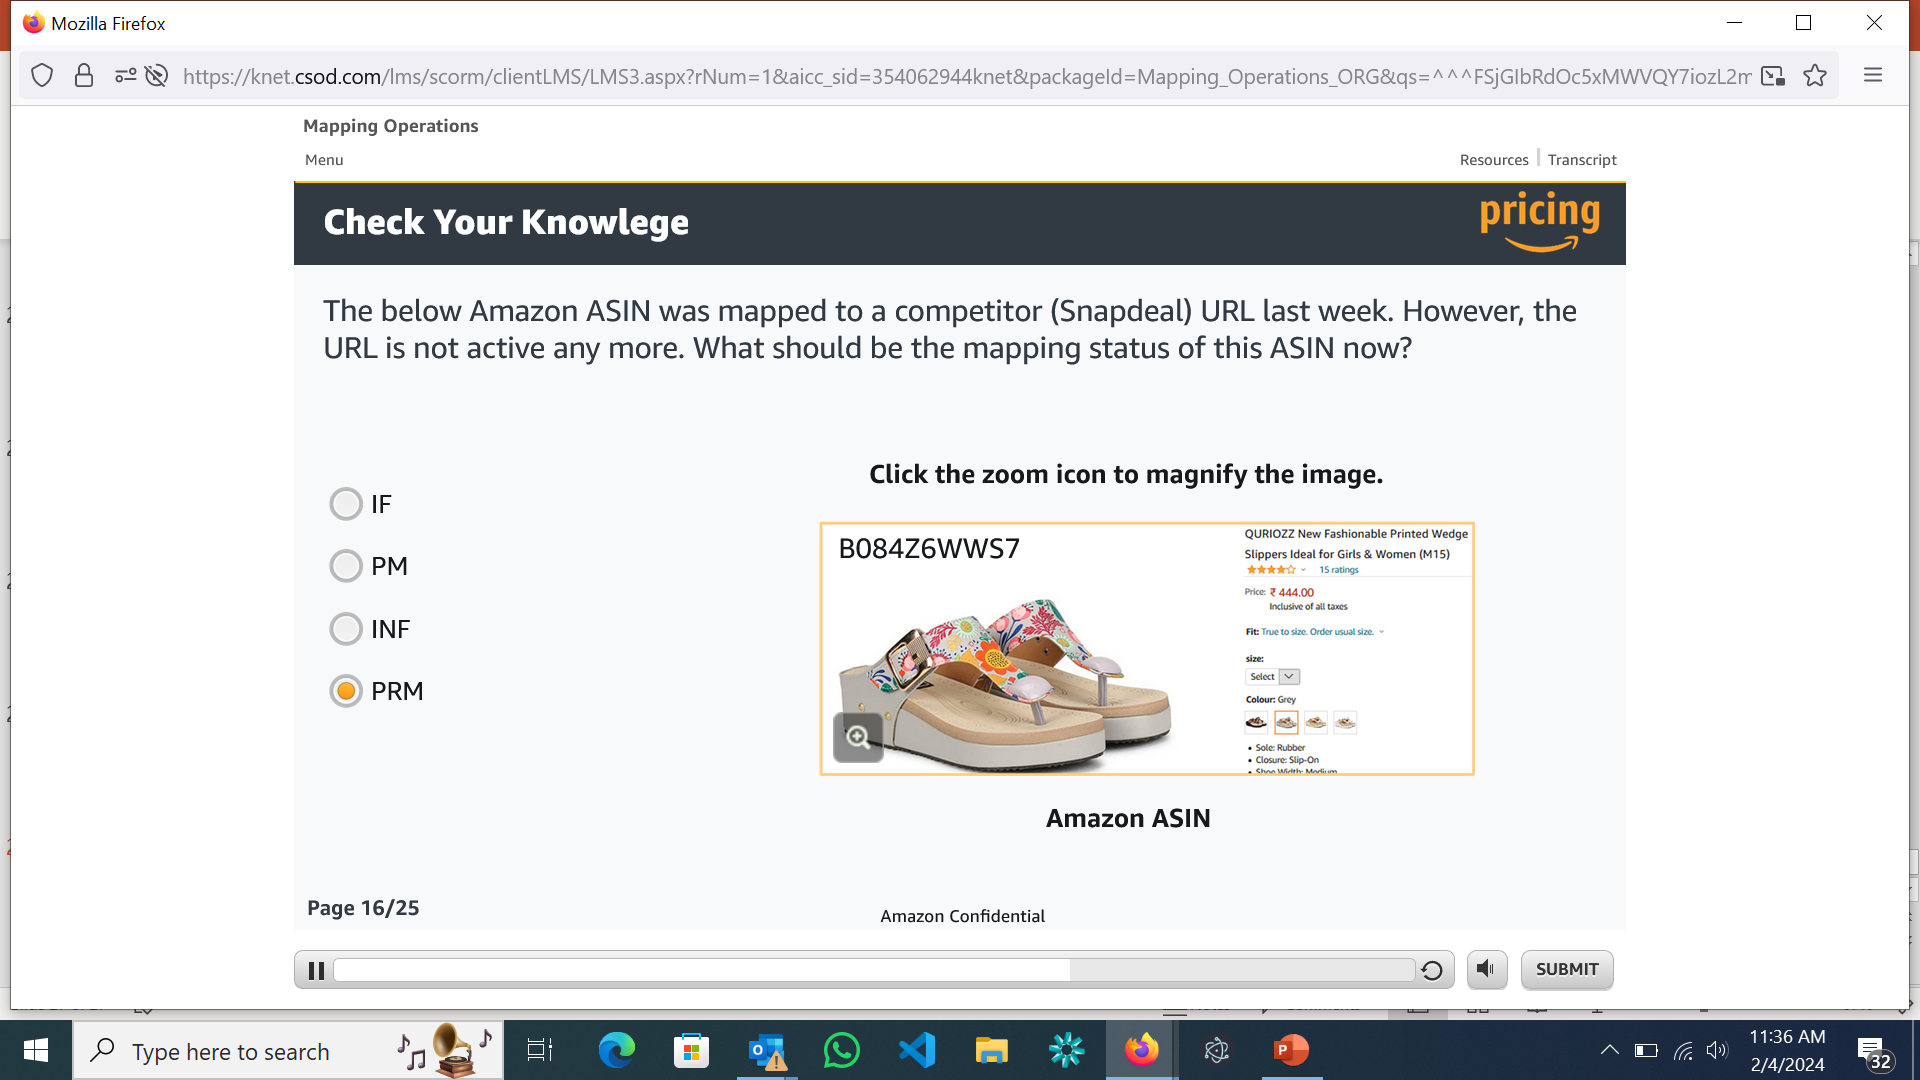 Mozilla Firefox
https://knet.csod.com/lms/scorm/clientLMS/LMS3.aspx?rNum=1&aicc_sid=354062944knet&packageId=Mapping_Operations_ORG&qs=^^^FSjGIbRdOc5xMWVQY7iozL2m
Mapping Operations
Menu
Resources
Transcript
Check Your Knowlege
pricing
The below Amazon ASIN was mapped to a competitor (Snapdeal) URL last week. However, the
URL is not active any more. What should be the mapping status of this ASIN now?
Click the zoom icon to magnify the image.
IF
PM
INF
PRM
B084Z6WWS7
QURIOZZ New Fashionable Printed Wedge
Slippers Ideal for Girls & Women (M15)
15 ratings
Price: ₹ 444.00
Inclusive of all taxes
Fit: True to size. Order usual size.
size:
Select
Colour: Grey
• Sole: Rubber
• Closure: Slip-On
• Shoe Width: Medium
Amazon ASIN
Page 16/25
Amazon Confidential
SUBMIT
Type here to search
11:36 AM
2/4/2024
32